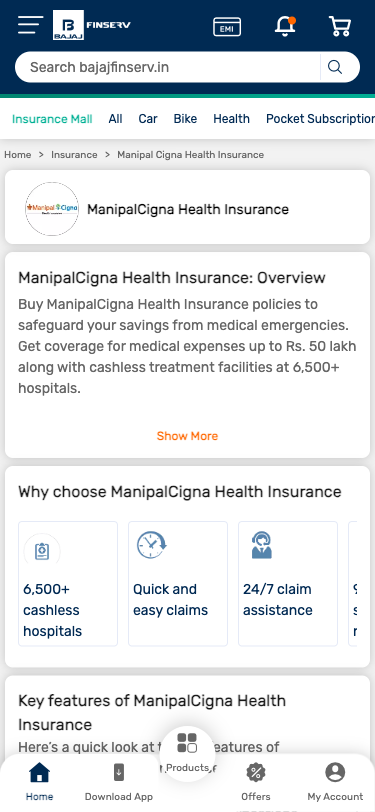 B
BAJAJ
FINSERV
EMI
Search bajajfinserv.in
Insurance Mall All Car Bike Health Pocket Subscription
Home > Insurance > Manipal Cigna Health Insurance
ManipalCigna
ManipalCigna Health Insurance
ManipalCigna Health Insurance: Overview
Buy ManipalCigna Health Insurance policies to
safeguard your savings from medical emergencies.
Get coverage for medical expenses up to Rs. 50 lakh
along with cashless treatment facilities at 6,500+
hospitals.
Show More
Why choose ManipalCigna Health Insurance
6,500+
cashless
hospitals
Quick and
easy claims
24/7 claim
assistance
Key features of ManipalCigna Health
Insurance
Here's a quick look at features of
Products
Home Download App Offers My Account